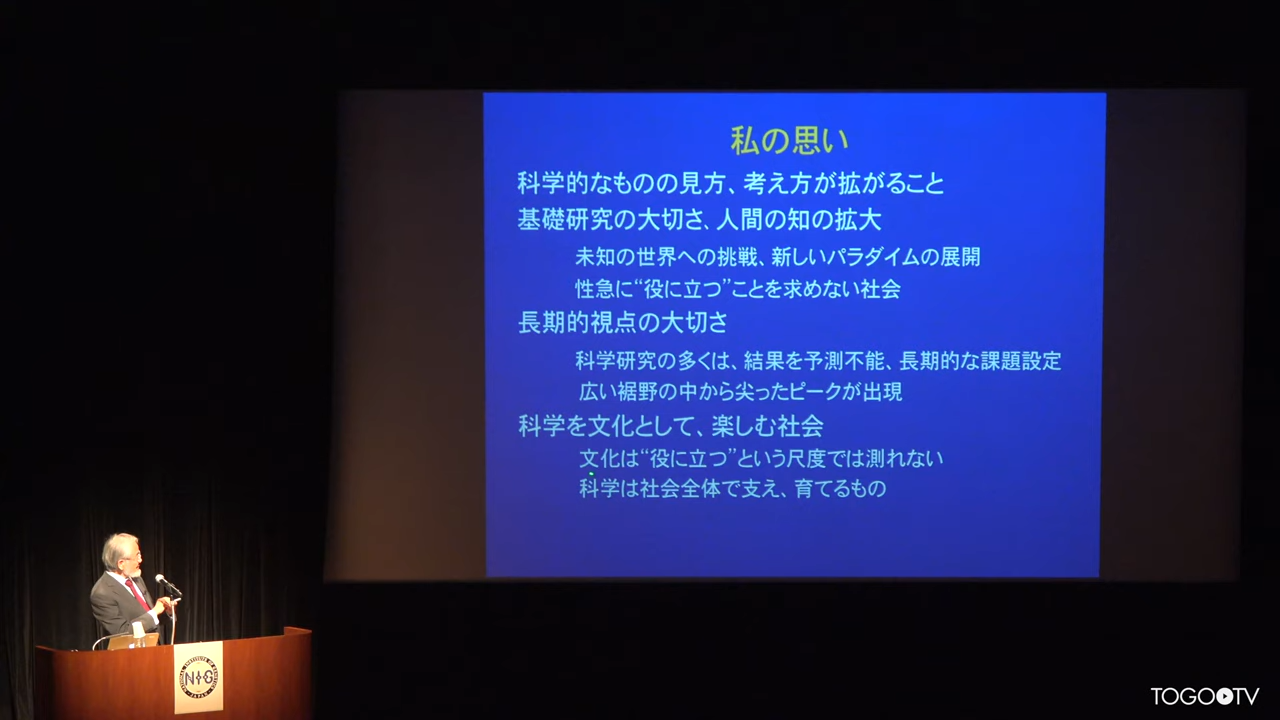 私の思い
科学的なものの見方、考え方が拡がること
基礎研究の大切さ、人間の知の拡大
未知の世界への挑戦、新しいパラダイムの展開
性急に“役に立つ”ことを求めない社会
長期的視点の大切さ
科学研究の多くは、結果を予測不能、長期的な課題設定
広い裾野の中から尖ったピークが出現
科学を文化として、楽しむ社会
文化は“役に立つ”という尺度では測れない
科学は社会全体で支え、育てるもの
NATIONAL INSTITUTE OF GENETICS
NIG
JAPAN
TOGOTV